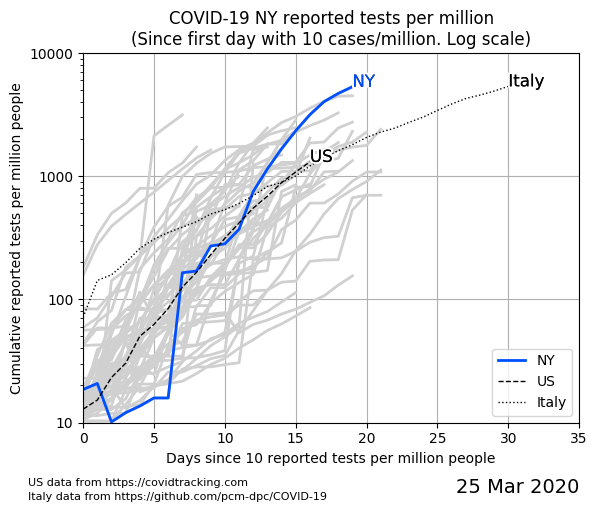 COVID-19 NY reported tests per million
(Since first day with 10 cases/million. Log scale)
Cumulative reported tests per million people
10000
1000
100
10
NY
Italy
US
NY
US
Italy
0 5 10 15 20 25 30 35
Days since 10 reported tests per million people
US data from https://covidtracking.com
Italy data from https://github.com/pcm-dpc/COVID-19
25 Mar 2020